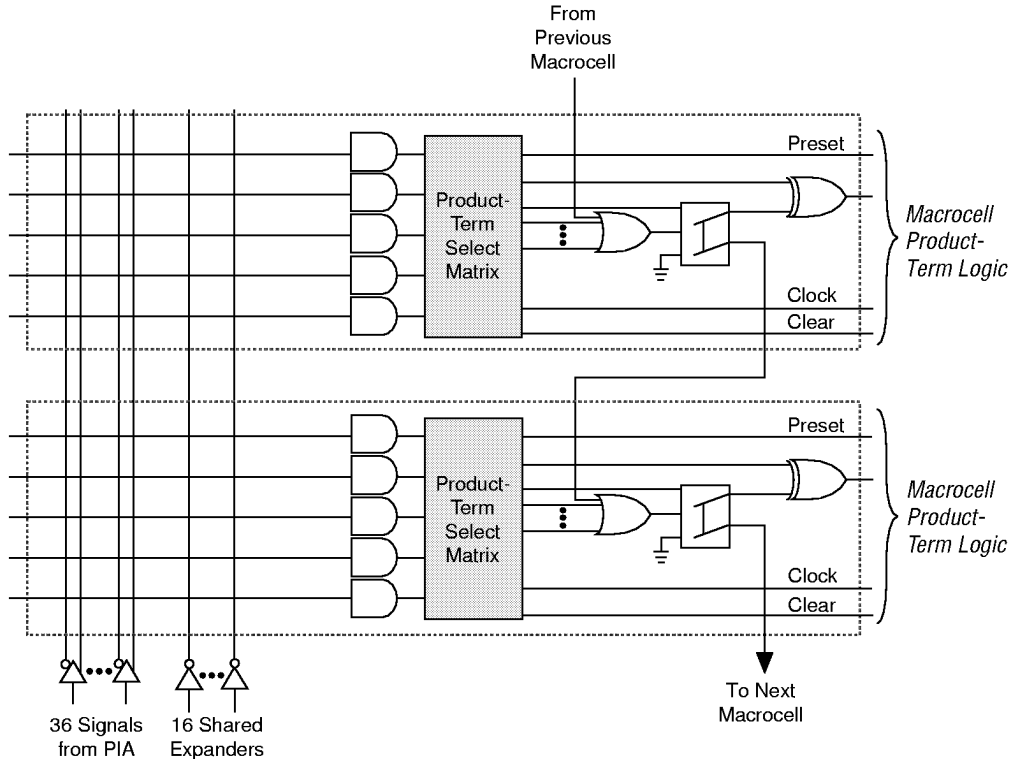 From
Previous
Macrocell
Preset
Product-
Term
Select
Matrix
Macrocell
Product-
Term Logic
Clock
Clear
Preset
Product-
Term
Select
Matrix
Macrocell
Product-
Term Logic
Clock
Clear
36 Signals
from PIA
16 Shared
Expanders
To Next
Macrocell